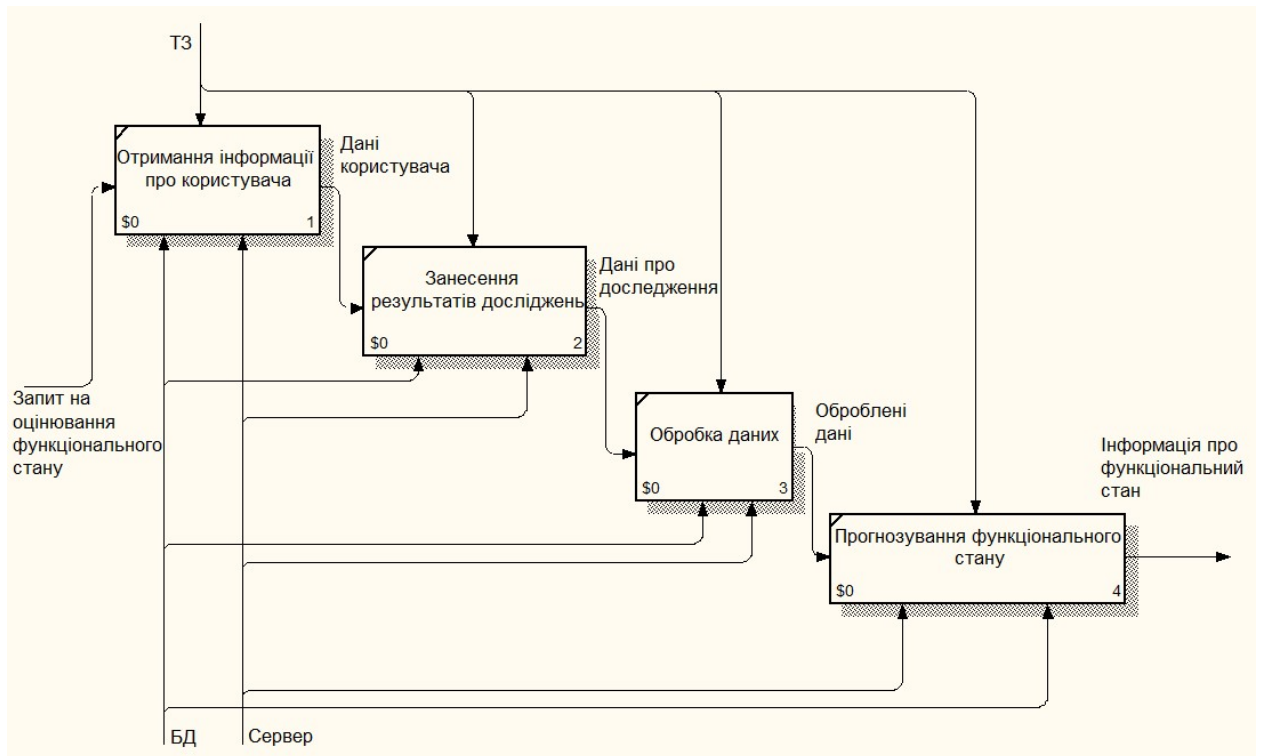 ТЗ
Отримання інформації
про користувача
$0
1
Дані
користувача
Занесення
результатів досліджень
$0
2
Дані про
доследження
Запит на
оцінювання
функціонального
стану
Обробка даних
$0
3
Оброблені
дані
Інформація про
функціональний
стан
Прогнозування функціонального
стану
$0
4
БД
Сервер